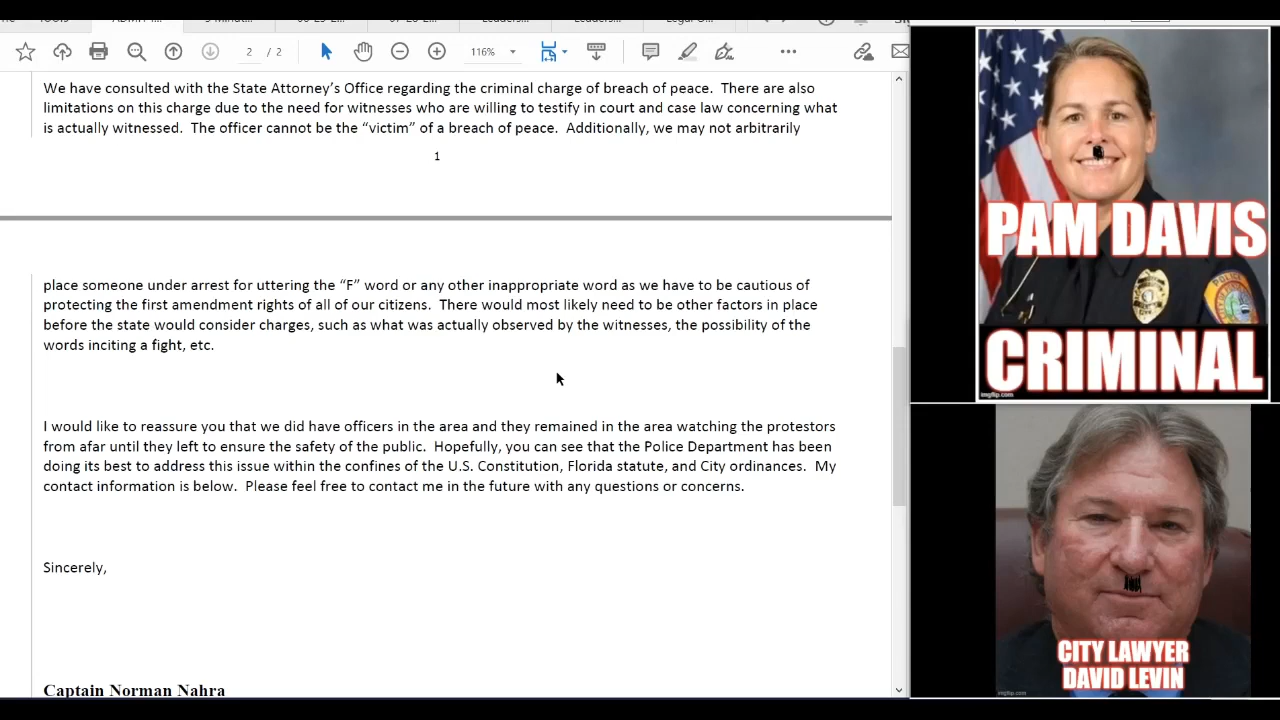 2 / 2
116%
We have consulted with the State Attorney’s Office regarding the criminal charge of breach of peace.  There are also
limitations on this charge due to the need for witnesses who are willing to testify in court and case law concerning what
is actually witnessed.  The officer cannot be the “victim” of a breach of peace.  Additionally, we may not arbitrarily
1
place someone under arrest for uttering the “F” word or any other inappropriate word as we have to be cautious of
protecting the first amendment rights of all of our citizens.  There would most likely need to be other factors in place
before the state would consider charges, such as what was actually observed by the witnesses, the possibility of the
words inciting a fight, etc.
I would like to reassure you that we did have officers in the area and they remained in the area watching the protestors
from afar until they left to ensure the safety of the public.  Hopefully, you can see that the Police Department has been
doing its best to address this issue within the confines of the U.S. Constitution, Florida statute, and City ordinances.  My
contact information is below.  Please feel free to contact me in the future with any questions or concerns.
Sincerely,
Captain Norman Nahra
PAM DAVIS
CRIMINAL
imgflip.com
CITY LAWYER
DAVID LEVIN
imgflip.com